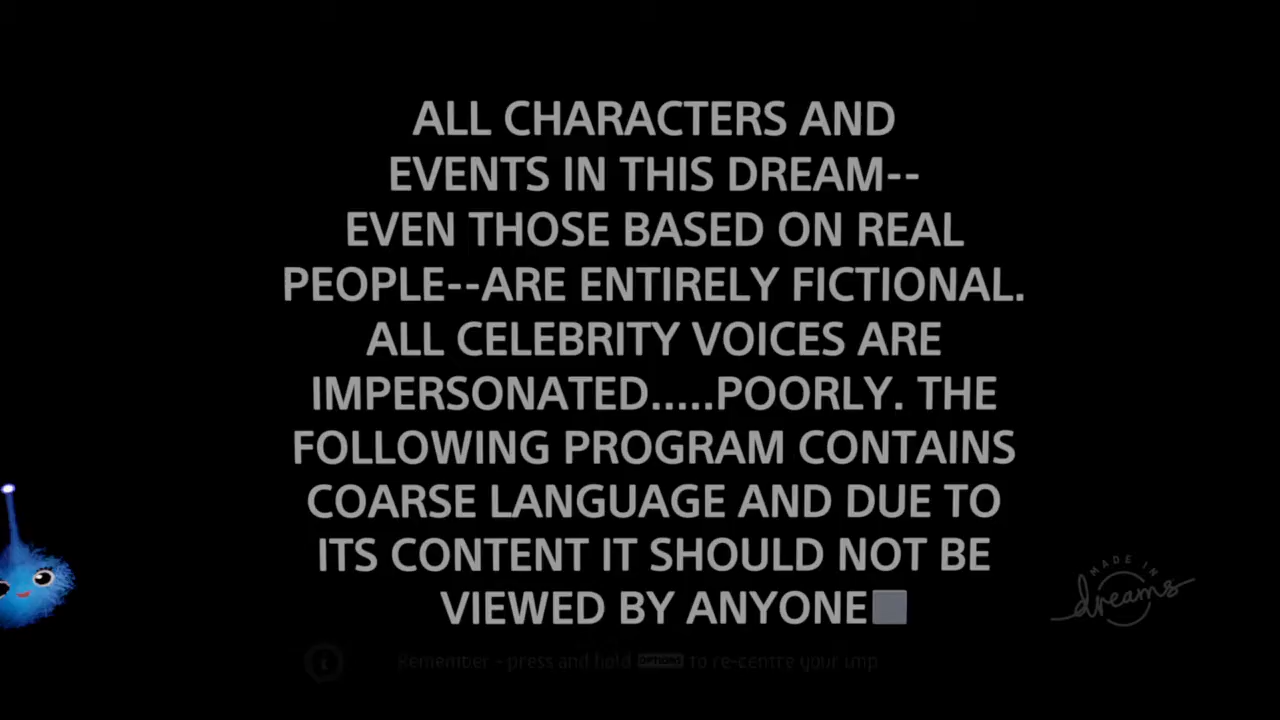 ALL CHARACTERS AND
EVENTS IN THIS DREAM--
EVEN THOSE BASED ON REAL
PEOPLE--ARE ENTIRELY FICTIONAL.
ALL CELEBRITY VOICES ARE
IMPERSONATED.....POORLY. THE
FOLLOWING PROGRAM CONTAINS
COARSE LANGUAGE AND DUE TO
ITS CONTENT IT SHOULD NOT BE
VIEWED BY ANYONE
MADE IN
dreams
Remember - press and hold OPTIONS to re-centre your imp